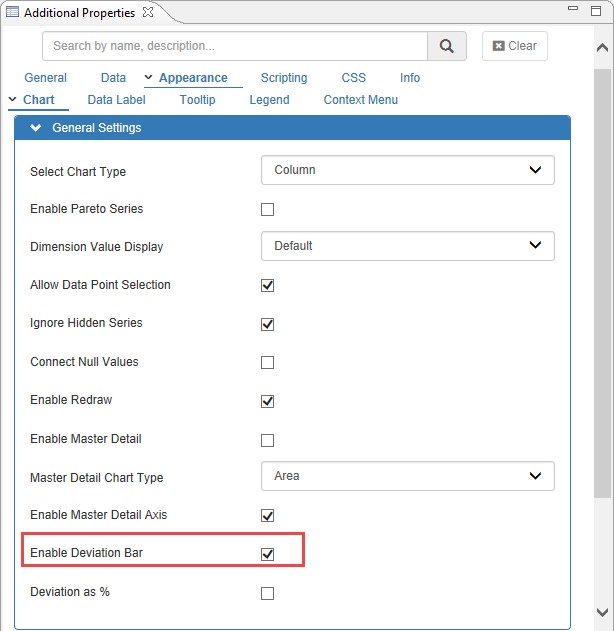 Additional Properties
Search by name, description... Clear
General Data Appearance Scripting CSS Info
Chart Data Label Tooltip Legend Context Menu
General Settings
Select Chart Type Column
Enable Pareto Series
Dimension Value Display Default
Allow Data Point Selection
Ignore Hidden Series
Connect Null Values
Enable Redraw
Enable Master Detail
Master Detail Chart Type Area
Enable Master Detail Axis
Enable Deviation Bar
Deviation as %